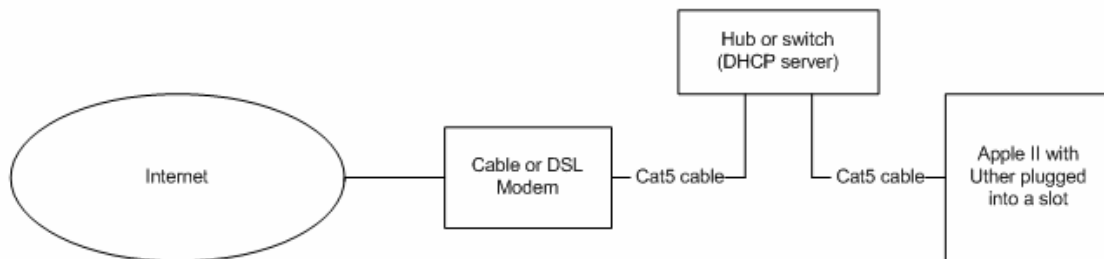 Hub or switch
(DHCP server)
Internet
Cable or DSL
Modem
Cat5 cable
Cat5 cable
Apple II with
Uther plugged
into a slot